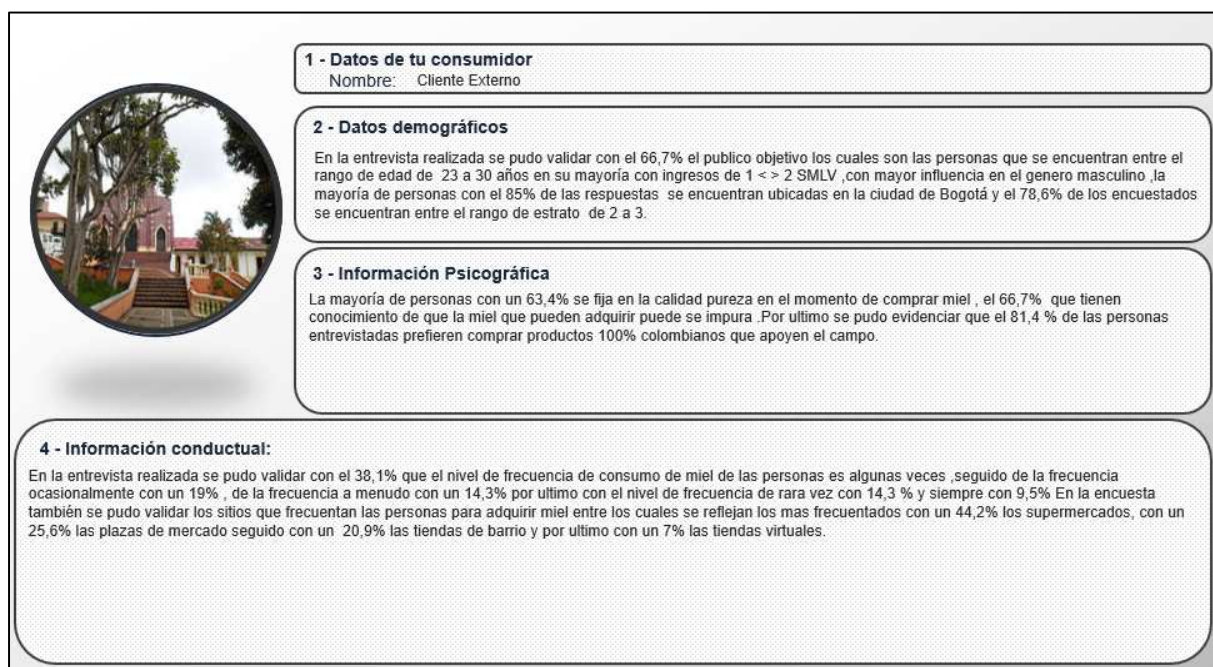 1 - Datos de tu consumidor
Nombre: Cliente Externo
2 - Datos demográficos
En la entrevista realizada se pudo validar con el 66,7% el publico objetivo los cuales son las personas que se encuentran entre el
rango de edad de 23 a 30 años en su mayoría con ingresos de 1 < > 2 SMLV ,con mayor influencia en el genero masculino ,la
mayoría de personas con el 85% de las respuestas se encuentran ubicadas en la ciudad de Bogotá y el 78,6% de los encuestados
se encuentran entre el rango de estrato de 2 a 3.
3 - Información Psicográfica
La mayoría de personas con un 63,4% se fija en la calidad pureza en el momento de comprar miel , el 66,7% que tienen
conocimiento de que la miel que pueden adquirir puede se impura .Por ultimo se pudo evidenciar que el 81,4 % de las personas
entrevistadas prefieren comprar productos 100% colombianos que apoyen el campo.
4 - Información conductual:
En la entrevista realizada se pudo validar con el 38,1% que el nivel de frecuencia de consumo de miel de las personas es algunas veces ,seguido de la frecuencia
ocasionalmente con un 19% , de la frecuencia a menudo con un 14,3% por ultimo con el nivel de frecuencia de rara vez con 14,3 % y siempre con 9,5% En la encuesta
también se pudo validar los sitios que frecuentan las personas para adquirir miel entre los cuales se reflejan los mas frecuentados con un 44,2% los supermercados, con un
25,6% las plazas de mercado seguido con un 20,9% las tiendas de barrio y por ultimo con un 7% las tiendas virtuales.